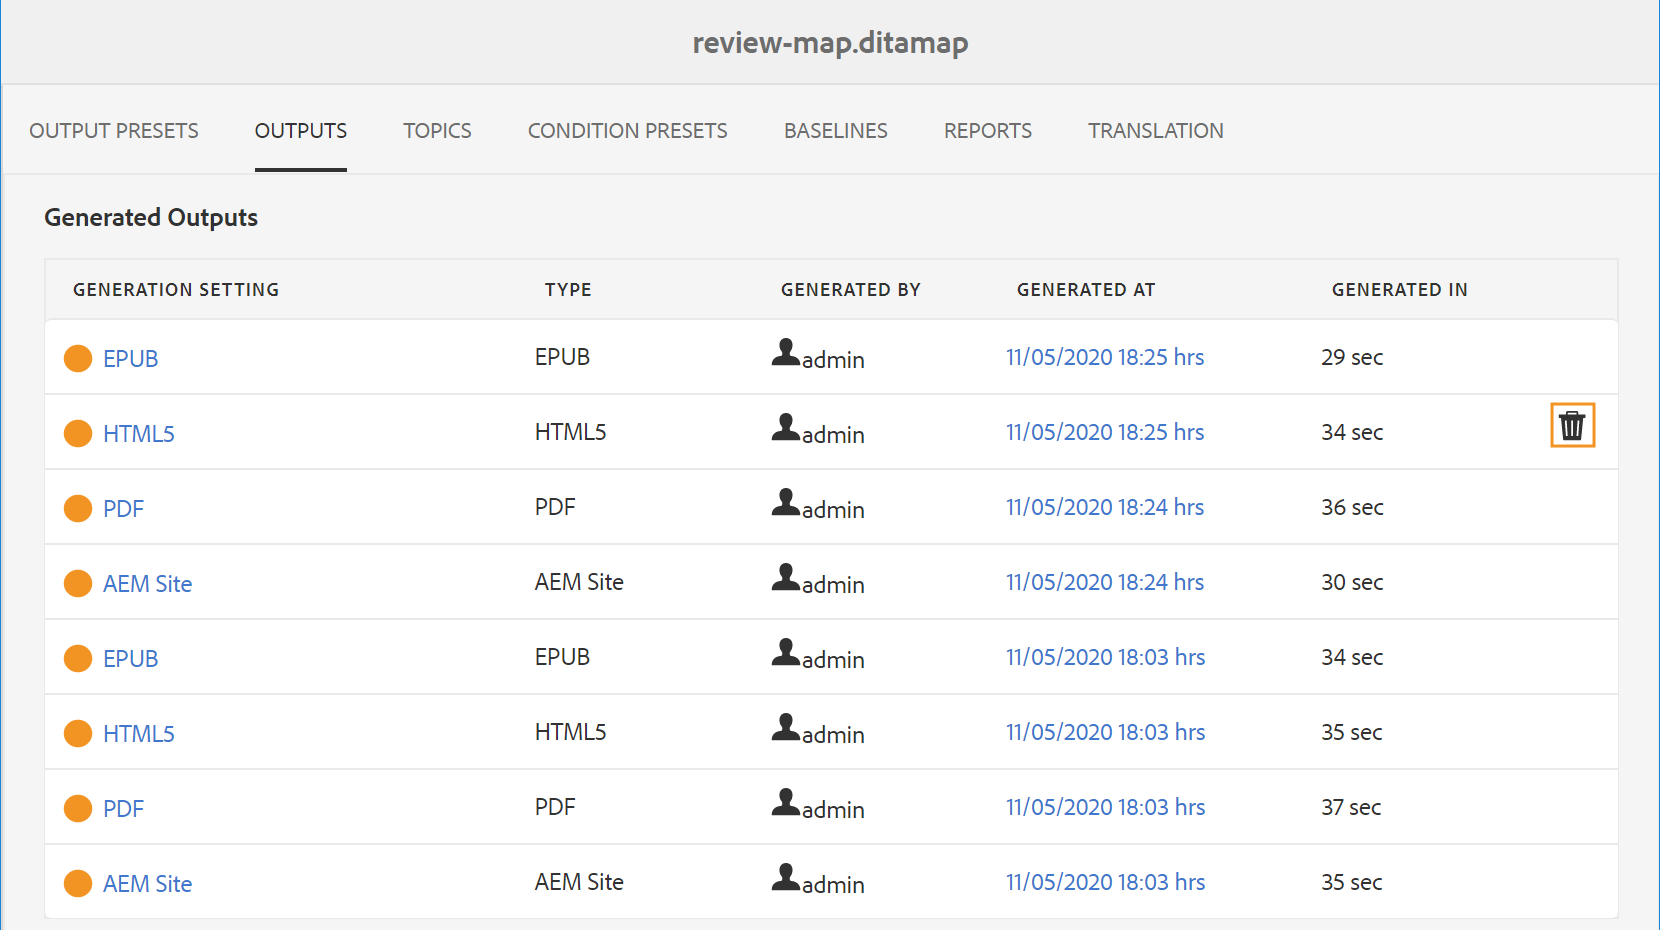 review-map.ditamap
OUTPUT PRESETS OUTPUTS TOPICS CONDITION PRESETS BASELINES REPORTS TRANSLATION
Generated Outputs
GENERATION SETTING TYPE GENERATED BY GENERATED AT GENERATED IN
EPUB EPUB admin 11/05/2020 18:25 hrs 29 sec
HTML5 HTML5 admin 11/05/2020 18:25 hrs 34 sec
PDF PDF admin 11/05/2020 18:24 hrs 36 sec
AEM Site AEM Site admin 11/05/2020 18:24 hrs 30 sec
EPUB EPUB admin 11/05/2020 18:03 hrs 34 sec
HTML5 HTML5 admin 11/05/2020 18:03 hrs 35 sec
PDF PDF admin 11/05/2020 18:03 hrs 37 sec
AEM Site AEM Site admin 11/05/2020 18:03 hrs 35 sec